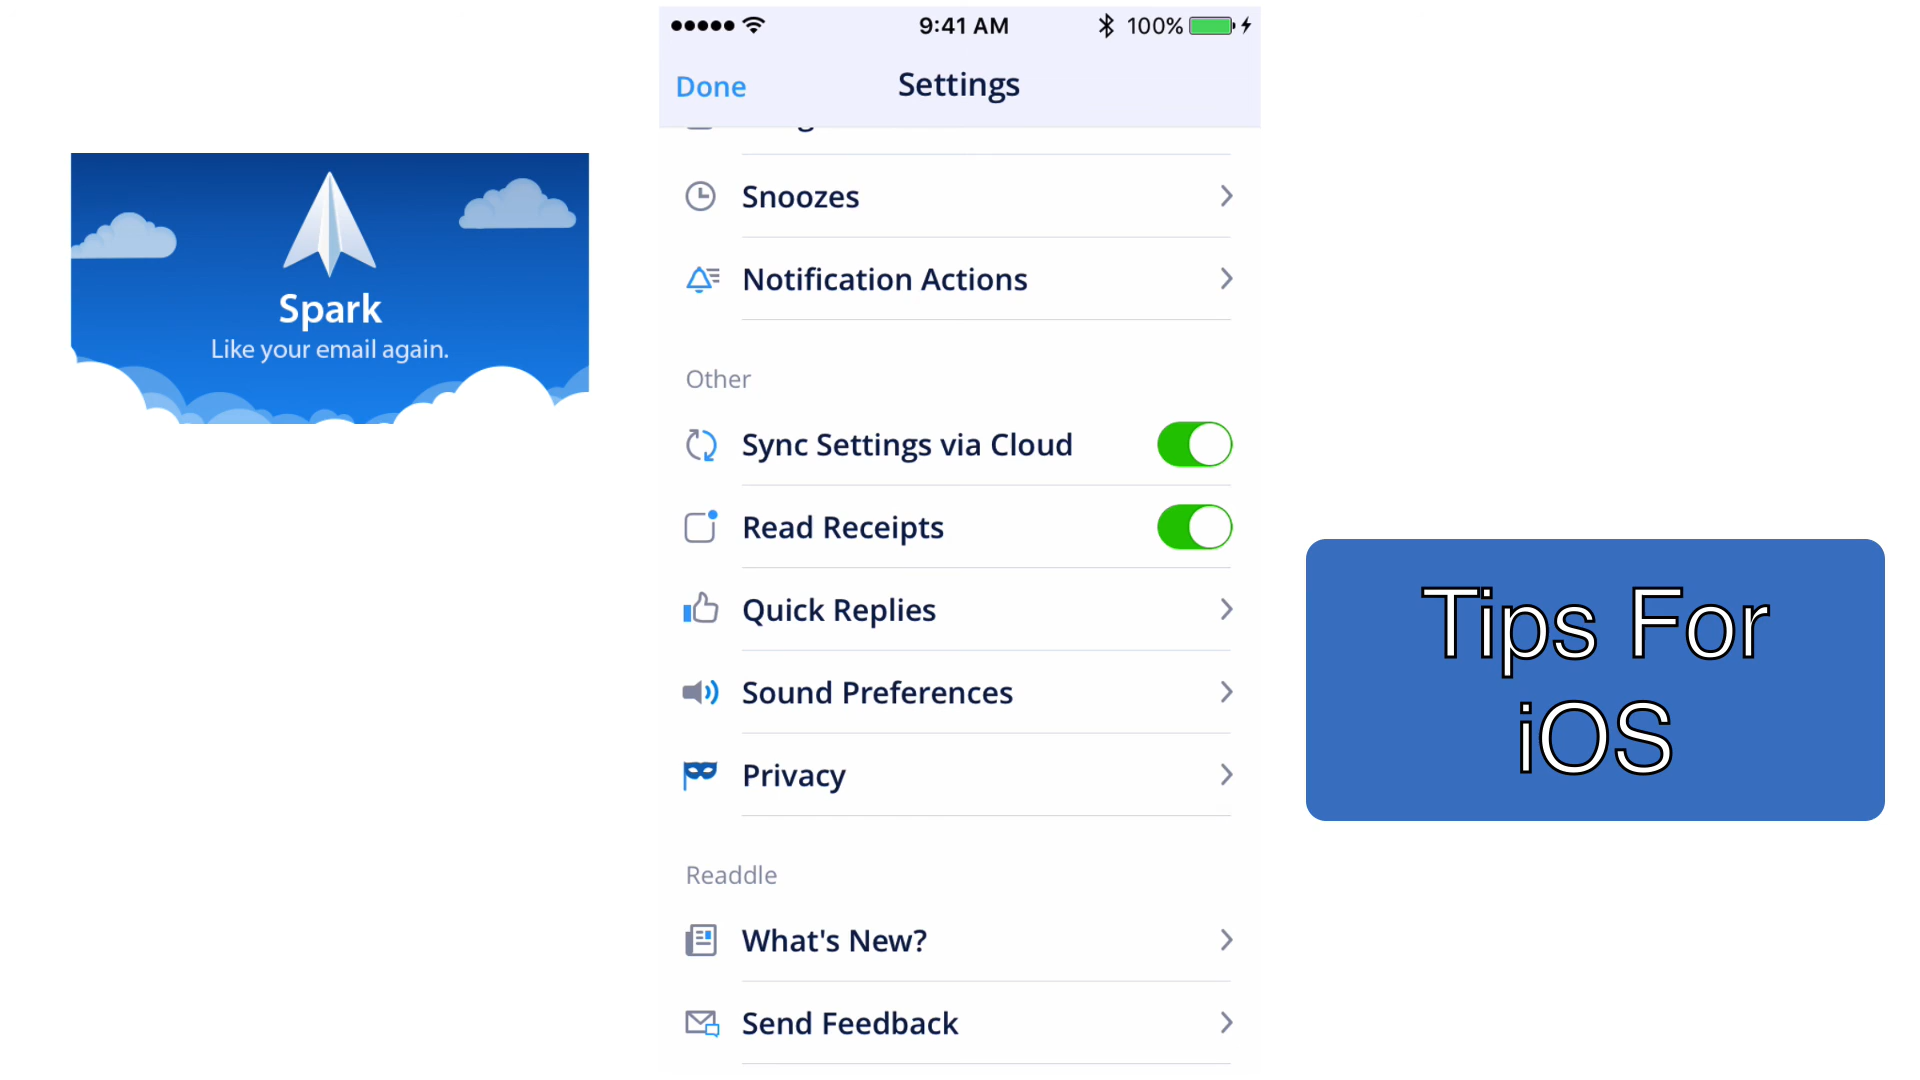 9:41 AM
100%
Done
Settings
Snoozes
Notification Actions
Other
Sync Settings via Cloud
Read Receipts
Quick Replies
Sound Preferences
Privacy
Readdle
What's New?
Send Feedback
Spark
Like your email again.
Tips For
iOS